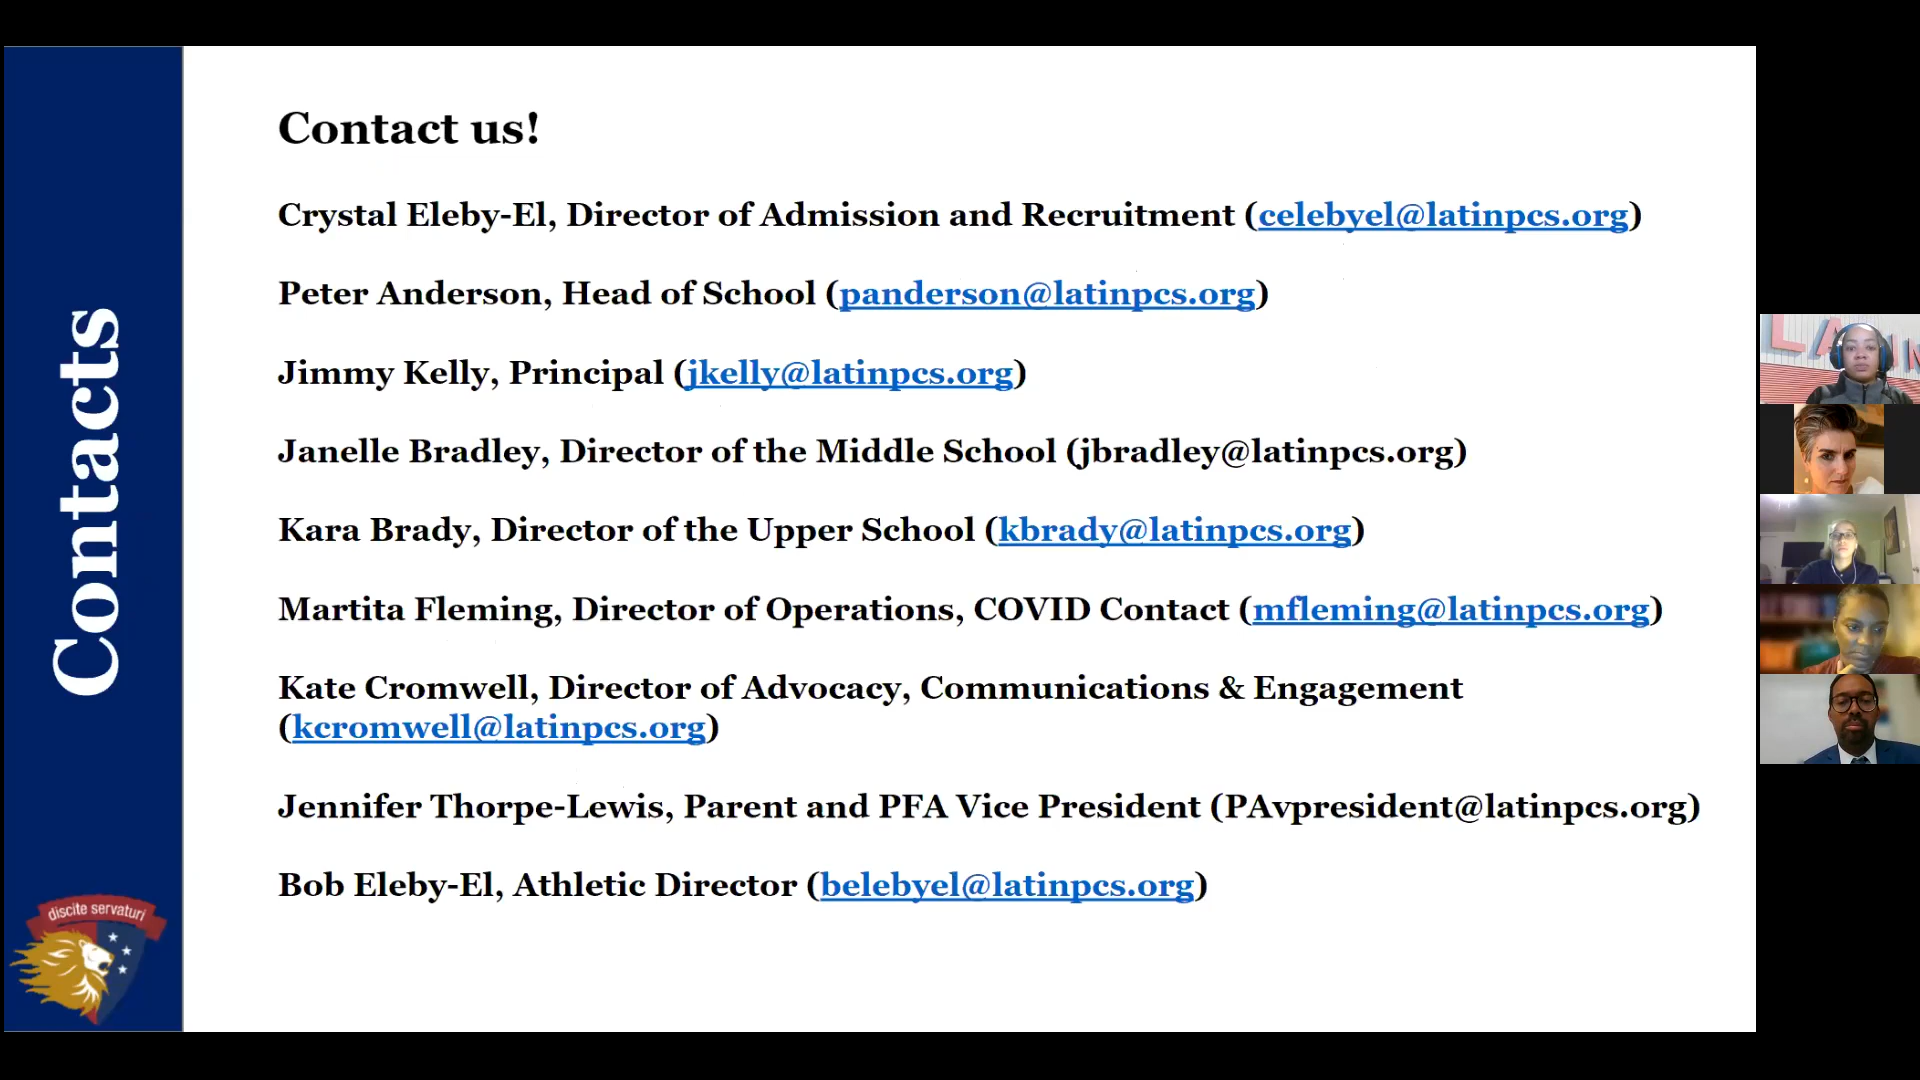 Contacts
Contact us!
Crystal Eleby-El, Director of Admission and Recruitment (celebyel@latinpcs.org)
Peter Anderson, Head of School (panderson@latinpcs.org)
Jimmy Kelly, Principal (jkelly@latinpcs.org)
Janelle Bradley, Director of the Middle School (jbradley@latinpcs.org)
Kara Brady, Director of the Upper School (kbrady@latinpcs.org)
Martita Fleming, Director of Operations, COVID Contact (mfleming@latinpcs.org)
Kate Cromwell, Director of Advocacy, Communications & Engagement
(kcromwell@latinpcs.org)
Jennifer Thorpe-Lewis, Parent and PFA Vice President (PAvpresident@latinpcs.org)
Bob Eleby-El, Athletic Director (belebyel@latinpcs.org)
discite servaturi